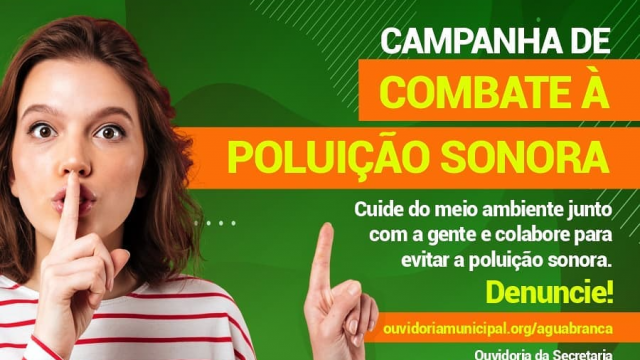 CAMPANHA DE
COMBATE À
POLUIÇÃO SONORA
Cuide do meio ambiente junto
com a gente e colabore para
evitar a poluição sonora.
Denuncie!
ouvidoriamunicipal.org/aguabranca
Ouvidoria da Secretaria